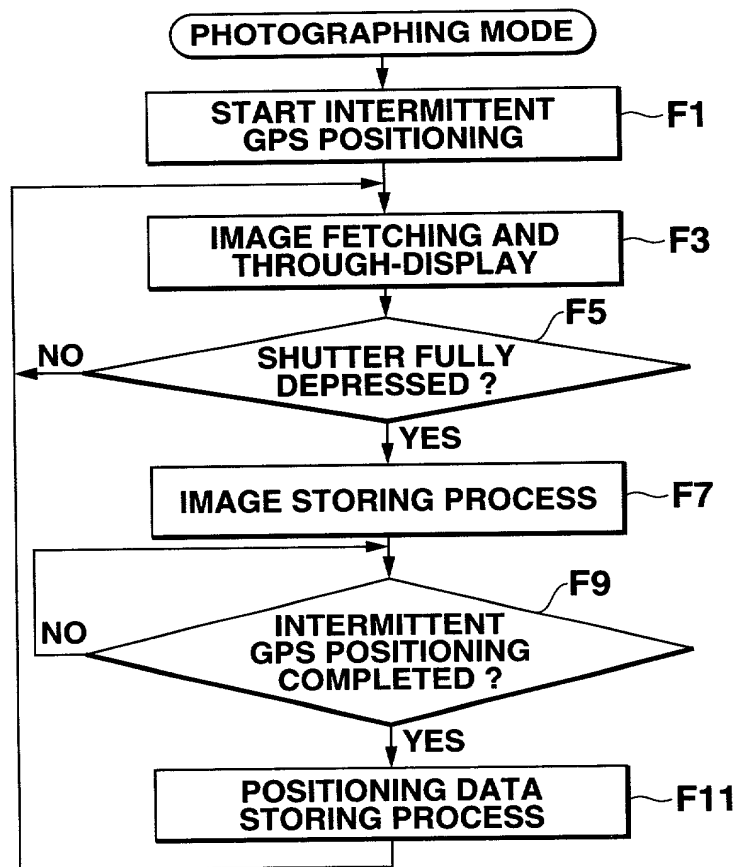 PHOTOGRAPHING MODE
START INTERMITTENT
GPS POSITIONING
F1
IMAGE FETCHING AND
THROUGH-DISPLAY
F3
F5
NO
SHUTTER FULLY
DEPRESSED ?
YES
IMAGE STORING PROCESS
F7
F9
NO
INTERMITTENT
GPS POSITIONING
COMPLETED ?
YES
POSITIONING DATA
STORING PROCESS
F11